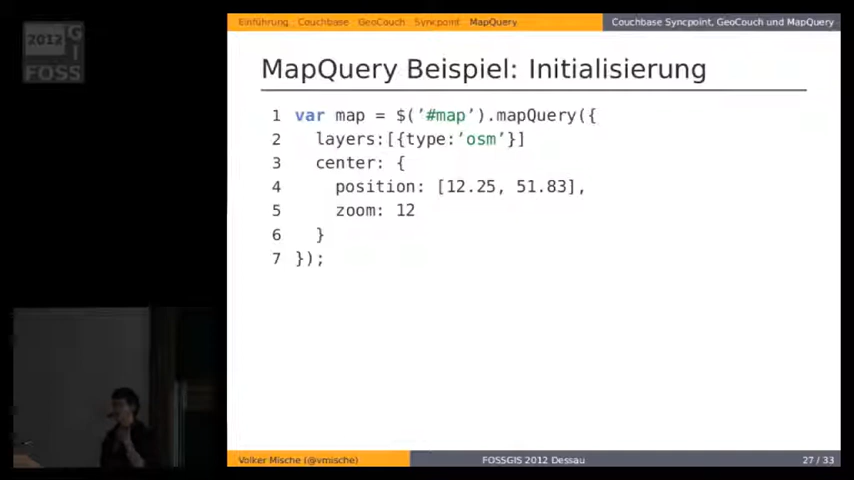 2012
GI
FOSS
Einführung Couchbase GeoCouch Syncpoint MapQuery
Couchbase Syncpoint, GeoCouch und MapQuery
MapQuery Beispiel: Initialisierung
1 var map = $('#map').mapQuery({
2 layers:[{type:'osm'}]
3 center: {
4 position: [12.25, 51.83],
5 zoom: 12
6 }
7 });
Volker Mische (@vmische)
FOSSGIS 2012 Dessau
27 / 33